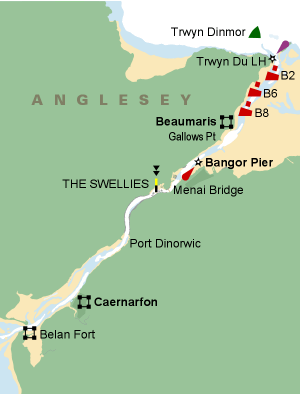 Trwyn Dinmor
Trwyn Du LH
B2
ANGLESEY
B6
B8
Beaumaris
Gallows Pt
Bangor Pier
THE SWELLIES
Menai Bridge
Port Dinorwic
Caernarfon
Belan Fort